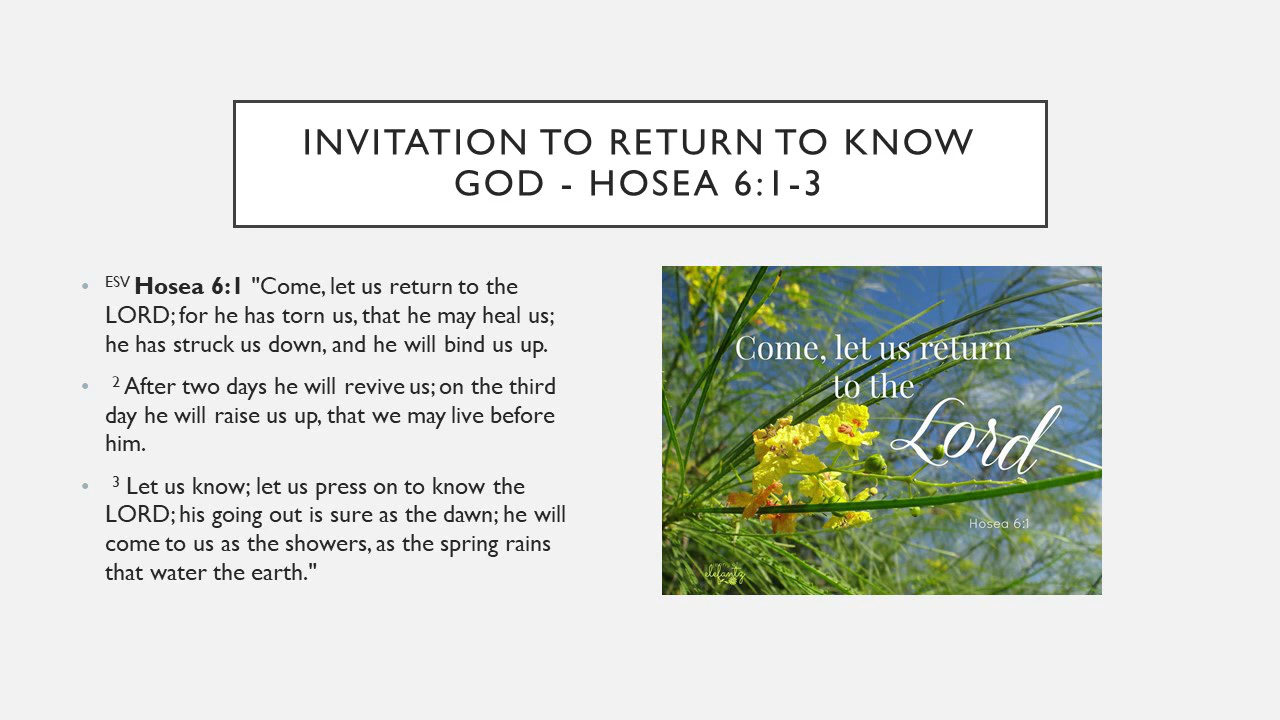 INVITATION TO RETURN TO KNOW
GOD - HOSEA 6:1-3
ESV Hosea 6:1 "Come, let us return to the
LORD; for he has torn us, that he may heal us;
he has struck us down, and he will bind us up.
2 After two days he will revive us; on the third
day he will raise us up, that we may live before
him.
3 Let us know; let us press on to know the
LORD; his going out is sure as the dawn; he will
come to us as the showers, as the spring rains
that water the earth."
Come, let us return
to the
Lord
Hosea 6:1
elefantz